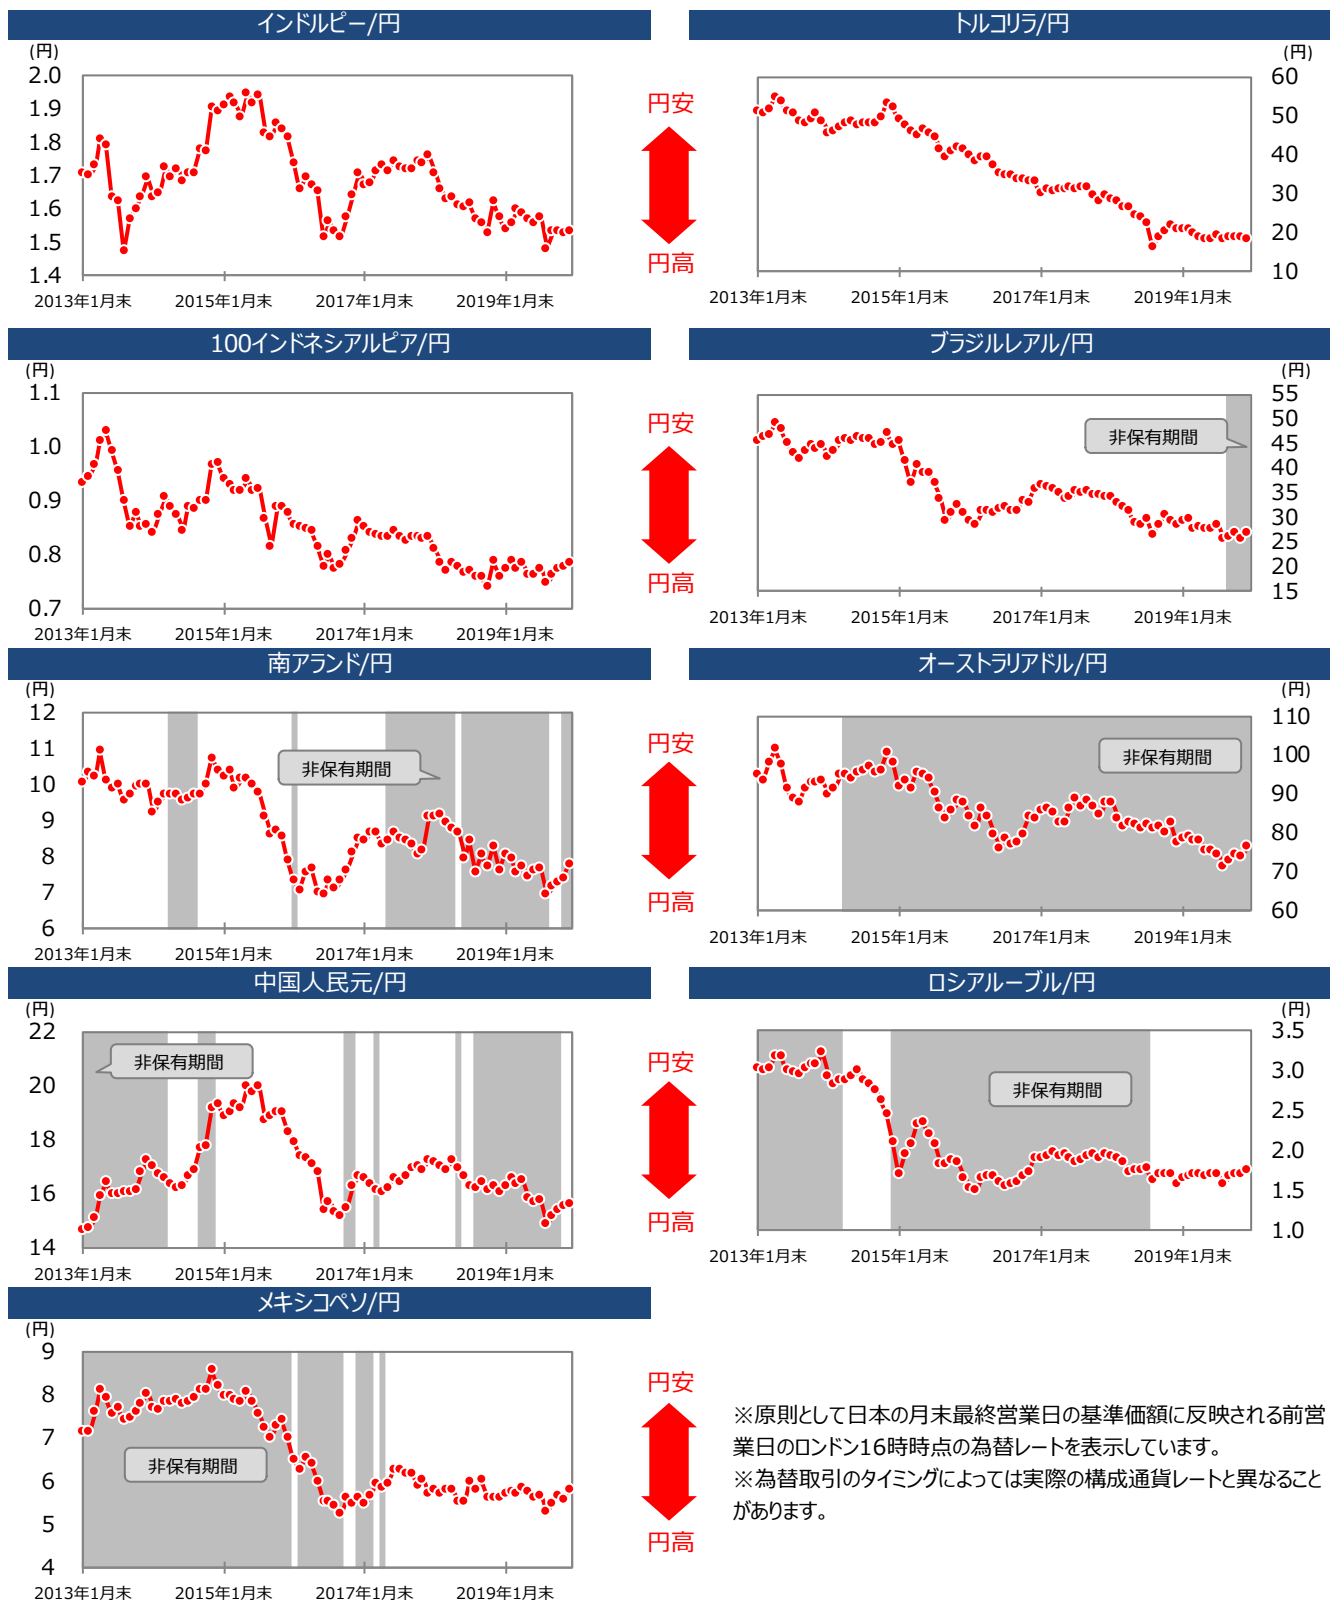 インドルピー/円
(円)
2.0
1.9
1.8
1.7
1.6
1.5
1.4
2013年1月末 2015年1月末 2017年1月末 2019年1月末
円安
円高
トルコリラ/円
(円)
60
50
40
30
20
10
2013年1月末 2015年1月末 2017年1月末 2019年1月末
100インドネシアルピア/円
(円)
1.1
1.0
0.9
0.8
0.7
2013年1月末 2015年1月末 2017年1月末 2019年1月末
円安
円高
ブラジルレアル/円
(円)
55
50
45
40
35
30
25
20
15
非保有期間
2013年1月末 2015年1月末 2017年1月末 2019年1月末
南アランド/円
(円)
12
11
10
9
8
7
6
非保有期間
2013年1月末 2015年1月末 2017年1月末 2019年1月末
円安
円高
オーストラリアドル/円
(円)
110
100
90
80
70
60
非保有期間
2013年1月末 2015年1月末 2017年1月末 2019年1月末
中国人民元/円
(円)
22
20
18
16
14
非保有期間
2013年1月末 2015年1月末 2017年1月末 2019年1月末
円安
円高
ロシアルーブル/円
(円)
3.5
3.0
2.5
2.0
1.5
1.0
非保有期間
2013年1月末 2015年1月末 2017年1月末 2019年1月末
メキシコペソ/円
(円)
9
8
7
6
5
4
非保有期間
2013年1月末 2015年1月末 2017年1月末 2019年1月末
円安
円高
※原則として日本の月末最終営業日の基準価額に反映される前営
業日のロンドン16時時点の為替レートを表示しています。
※為替取引のタイミングによっては実際の構成通貨レートと異なること
があります。